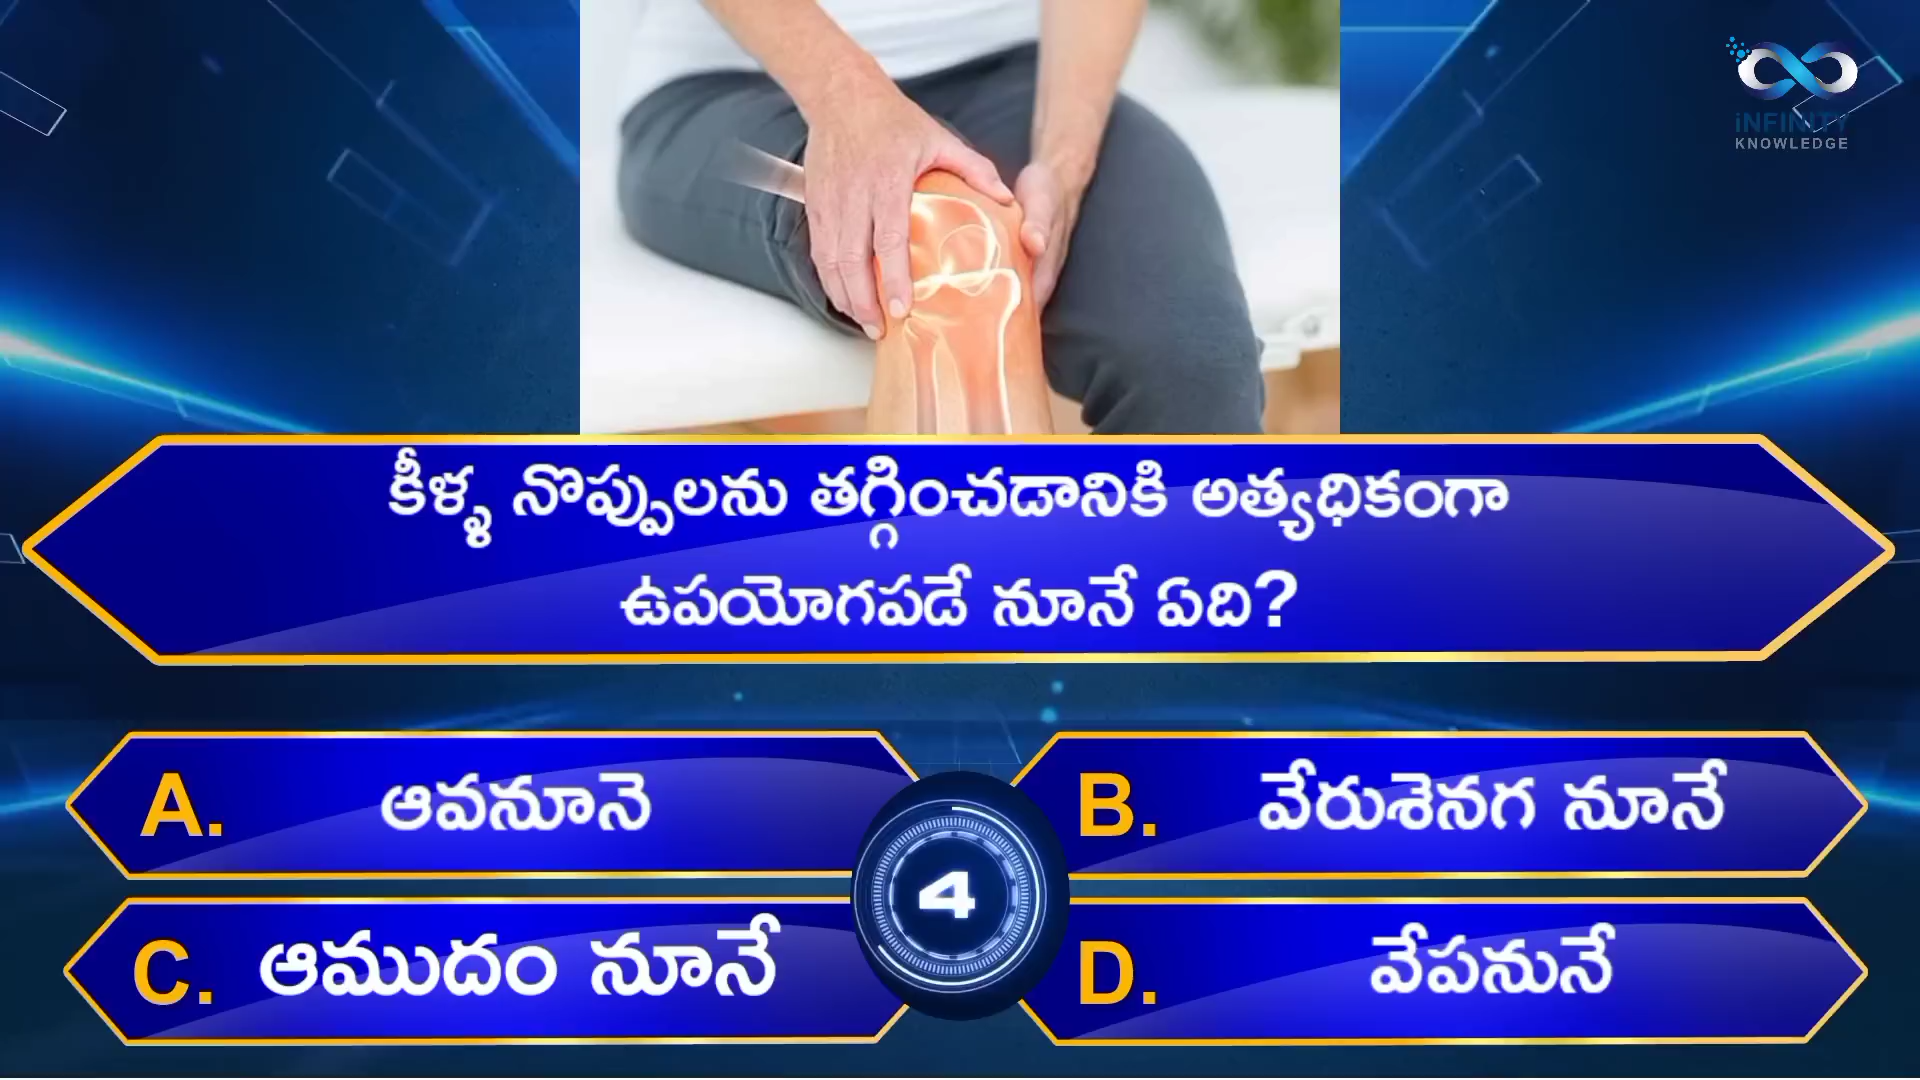 iNFINITY
KNOWLEDGE
కీళ్ళ నొప్పులను తగ్గించడానికి అత్యధికంగా
ఉపయోగపడే నూనే ఏది?
A. ఆవనూనె
B. వేరుశెనగ నూనే
4
C. ఆముదం నూనే
D. వేపనునే